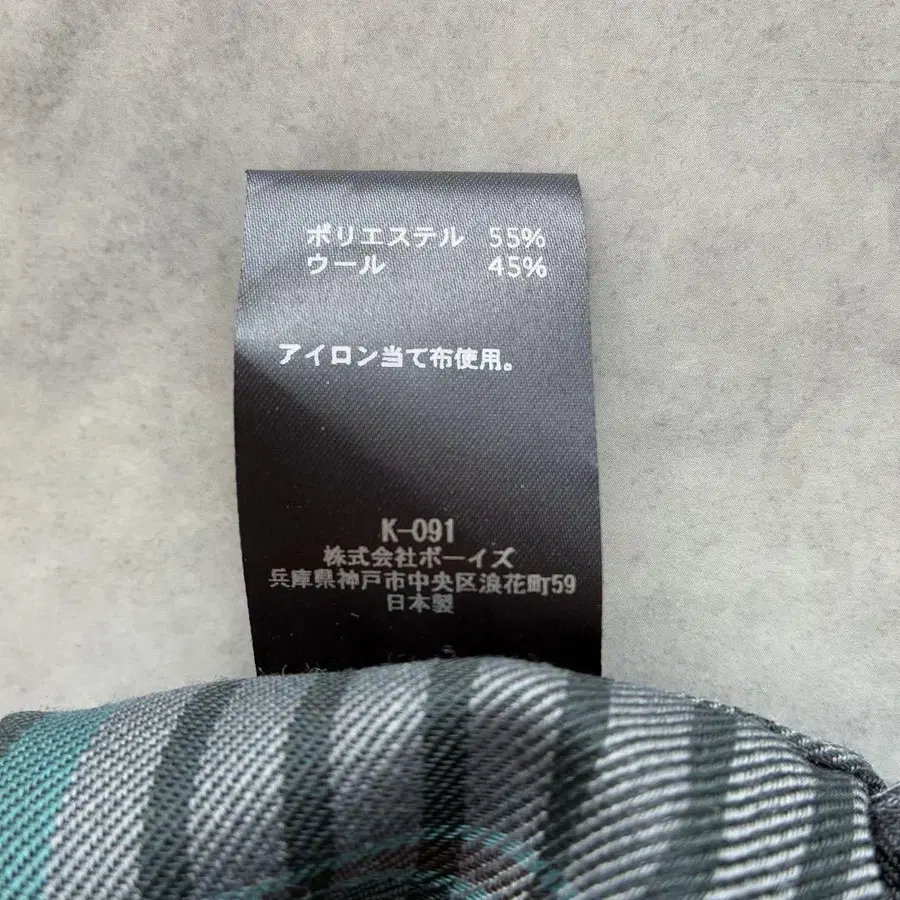 ポリエステル 55%
ウール 45%
アイロン当て布使用。
K-091
株式会社ボーイズ
兵庫県神戸市中央区浪花町59
日本製